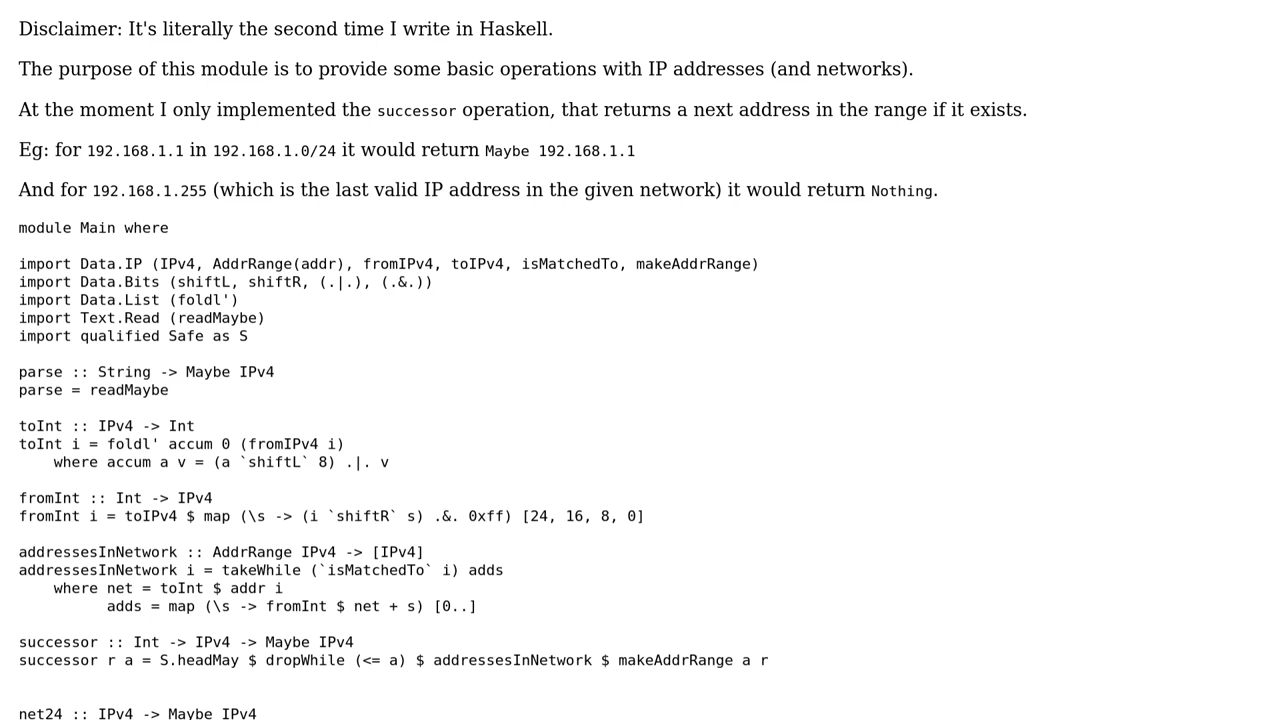 Disclaimer: It's literally the second time I write in Haskell.
The purpose of this module is to provide some basic operations with IP addresses (and networks).
At the moment I only implemented the successor operation, that returns a next address in the range if it exists.
Eg: for 192.168.1.1 in 192.168.1.0/24 it would return Maybe 192.168.1.1
And for 192.168.1.255 (which is the last valid IP address in the given network) it would return Nothing.
module Main where
import Data.IP (IPv4, AddrRange(addr), fromIPv4, toIPv4, isMatchedTo, makeAddrRange)
import Data.Bits (shiftL, shiftR, (.|.), (.&.))
import Data.List (foldl')
import Text.Read (readMaybe)
import qualified Safe as S
parse :: String -> Maybe IPv4
parse = readMaybe
toInt :: IPv4 -> Int
toInt i = foldl' accum 0 (fromIPv4 i)
    where accum a v = (a `shiftL` 8) .|. v
fromInt :: Int -> IPv4
fromInt i = toIPv4 $ map (\s -> (i `shiftR` s) .&. 0xff) [24, 16, 8, 0]
addressesInNetwork :: AddrRange IPv4 -> [IPv4]
addressesInNetwork i = takeWhile (`isMatchedTo` i) adds
    where net = toInt $ addr i
          adds = map (\s -> fromInt $ net + s) [0..]
successor :: Int -> IPv4 -> Maybe IPv4
successor r a = S.headMay $ dropWhile (<= a) $ addressesInNetwork $ makeAddrRange a r
net24 :: IPv4 -> Maybe IPv4